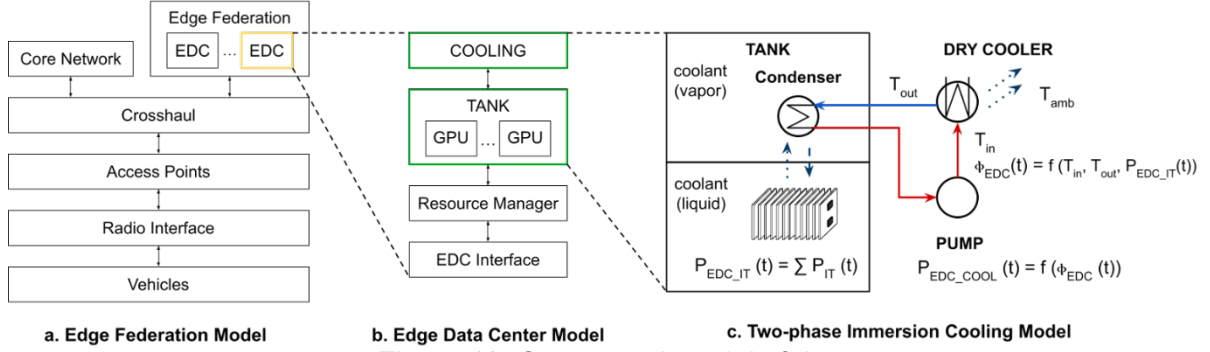 Edge Federation
EDC ... EDC
Core Network
Crosshaul
Access Points
Radio Interface
Vehicles
a. Edge Federation Model
COOLING
TANK
GPU ... GPU
Resource Manager
EDC Interface
b. Edge Data Center Model
TANK
coolant
(vapor)
Condenser
coolant
(liquid)
P_EDC_IT (t) = ∑ P_IT (t)
DRY COOLER
T_out
T_amb
T_in
Φ_EDC(t) = f (T_in, T_out, P_EDC_IT(t))
PUMP
P_EDC_COOL (t) = f (Φ_EDC (t))
c. Two-phase Immersion Cooling Model